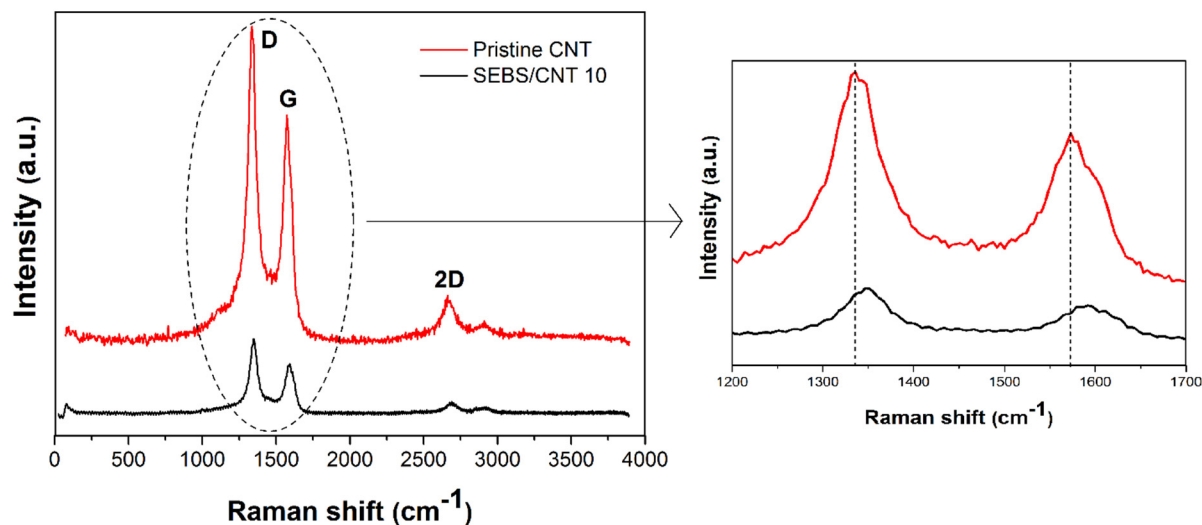 D
G
2D
Pristine CNT
SEBS/CNT 10
Intensity (a.u.)
0 500 1000 1500 2000 2500 3000 3500 4000
Raman shift (cm-1)
Intensity (a.u.)
1200 1300 1400 1500 1600 1700
Raman shift (cm-1)